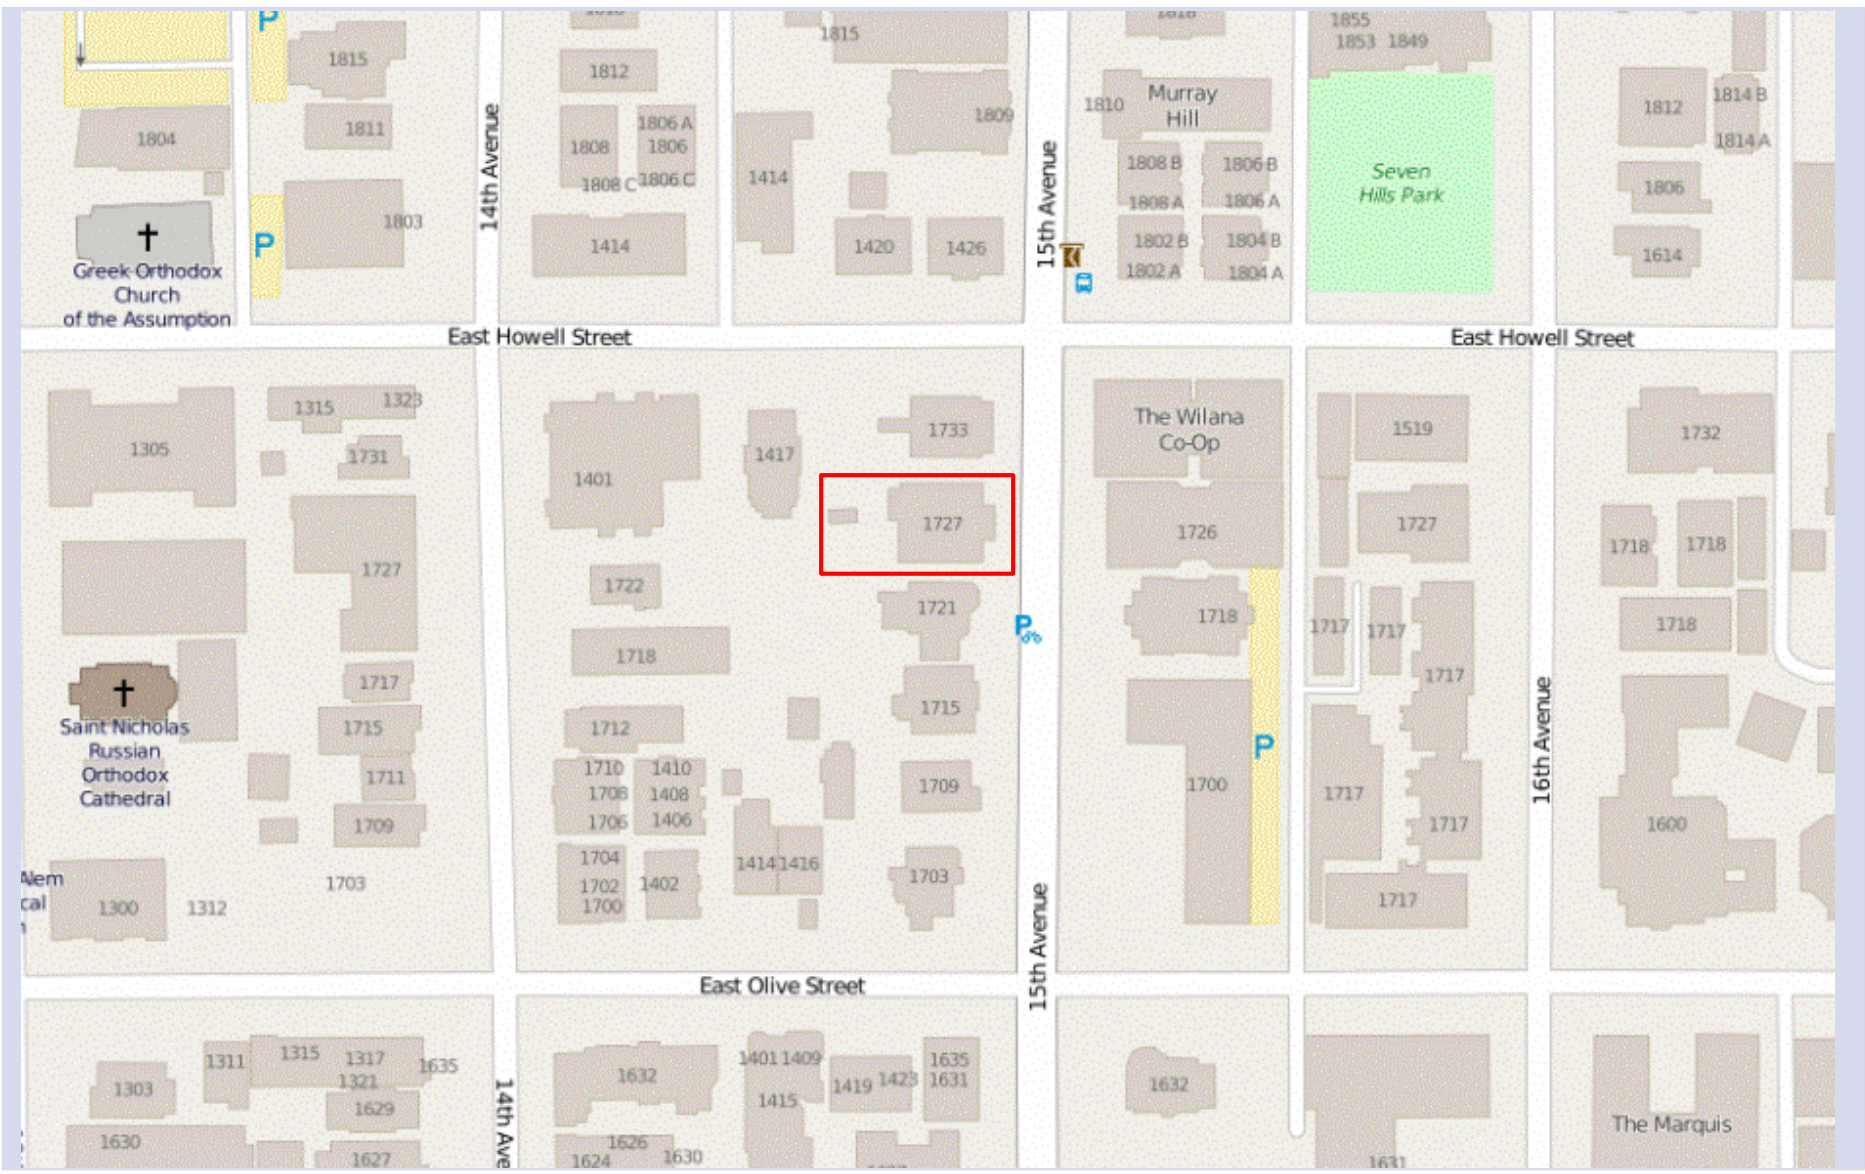 P
1815
1812
1815
1818
1855
1853 1849
1804
1811
1808
1806 A
1806
1808 C
1806 C
1809
1414
1810
Murray
Hill
1808 B
1806 B
1808 A
1806 A
1802 B
1804 B
1802 A
1804 A
Seven
Hills Park
1812
1814 B
1814 A
1806
1614
1803
P
1414
1420
1426
14th Avenue
15th Avenue
Greek Orthodox
Church
of the Assumption
East Howell Street
East Howell Street
1305
1315
1323
1731
1401
1417
1733
The Wilana
Co-Op
1519
1732
1727
1727
1726
1727
1718
1718
1722
1721
P
1718
1717
1717
1718
1718
1717
1717
Saint Nicholas
Russian
Orthodox
Cathedral
1715
1712
1715
P
16th Avenue
1711
1710
1410
1708
1408
1706
1406
1709
1700
1717
1717
1600
1709
1704
1702
1700
1402
1414
1416
1703
1717
1300
1312
1703
15th Avenue
East Olive Street
1303
1311
1315
1317
1321
1635
1629
1630
1627
14th Ave
1632
1401
1409
1415
1419
1423
1635
1631
1626
1624
1630
1632
1631
The Marquis